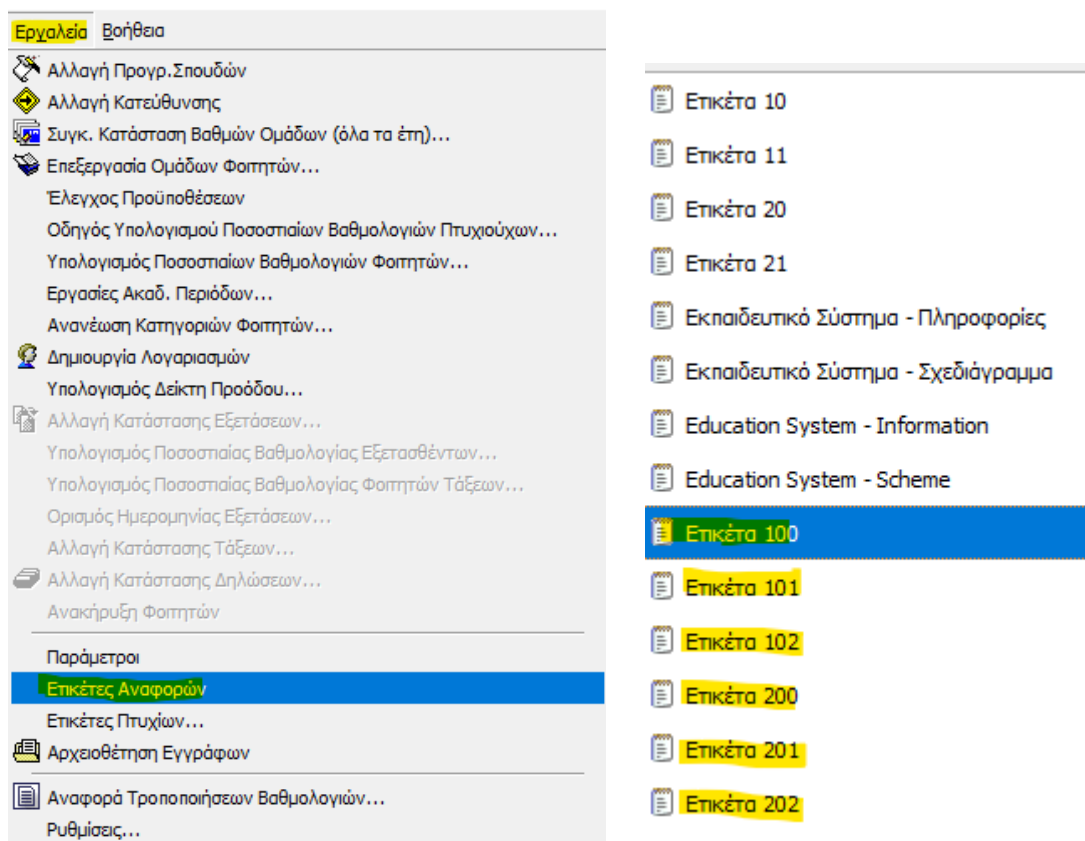 Εργαλεία Βοήθεια
Αλλαγή Προγρ.Σπουδών
Αλλαγή Κατεύθυνσης
Συγκ. Κατάσταση Βαθμών Ομάδων (όλα τα έτη)...
Επεξεργασία Ομάδων Φοιτητών...
Έλεγχος Προϋποθέσεων
Οδηγός Υπολογισμού Ποσοστιαίων Βαθμολογιών Πτυχιούχων...
Υπολογισμός Ποσοστιαίων Βαθμολογιών Φοιτητών...
Εργασίες Ακαδ. Περιόδων...
Ανανέωση Κατηγοριών Φοιτητών...
Δημιουργία Λογαριασμών
Υπολογισμός Δείκτη Προόδου...
Αλλαγή Κατάστασης Εξετάσεων...
Υπολογισμός Ποσοστιαίας Βαθμολογίας Εξετασθέντων...
Υπολογισμός Ποσοστιαίας Βαθμολογίας Φοιτητών Τάξεων...
Ορισμός Ημερομηνίας Εξετάσεων...
Αλλαγή Κατάστασης Τάξεων...
Αλλαγή Κατάστασης Δηλώσεων...
Ανακήρυξη Φοιτητών
Παράμετροι
Ετικέτες Αναφορών
Ετικέτες Πτυχίων...
Αρχειοθέτηση Εγγράφων
Αναφορά Τροποποιήσεων Βαθμολογιών...
Ρυθμίσεις...
Ετικέτα 10
Ετικέτα 11
Ετικέτα 20
Ετικέτα 21
Εκπαιδευτικό Σύστημα - Πληροφορίες
Εκπαιδευτικό Σύστημα - Σχεδιάγραμμα
Education System - Information
Education System - Scheme
Ετικέτα 100
Ετικέτα 101
Ετικέτα 102
Ετικέτα 200
Ετικέτα 201
Ετικέτα 202